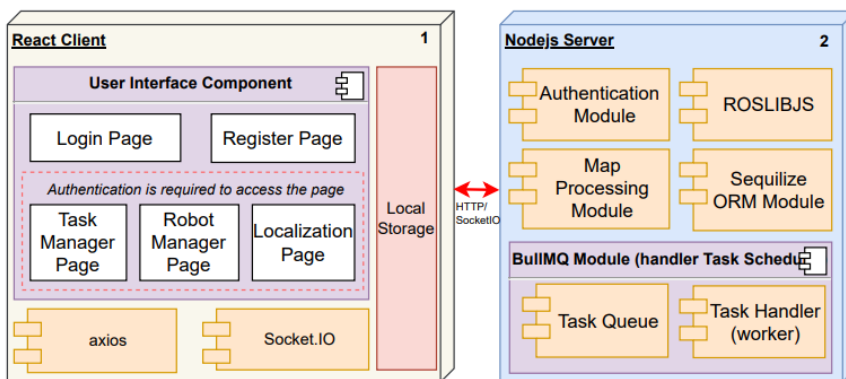 React Client
1
User Interface Component
Login Page
Register Page
Authentication is required to access the page
Task
Manager
Page
Robot
Manager
Page
Localization
Page
Local
Storage
axios
Socket.IO
HTTP/
SocketIO
Nodejs Server
2
Authentication
Module
ROSLIBJS
Map
Processing
Module
Sequilize
ORM Module
BullMQ Module (handler Task Schedu
Task Queue
Task Handler
(worker)